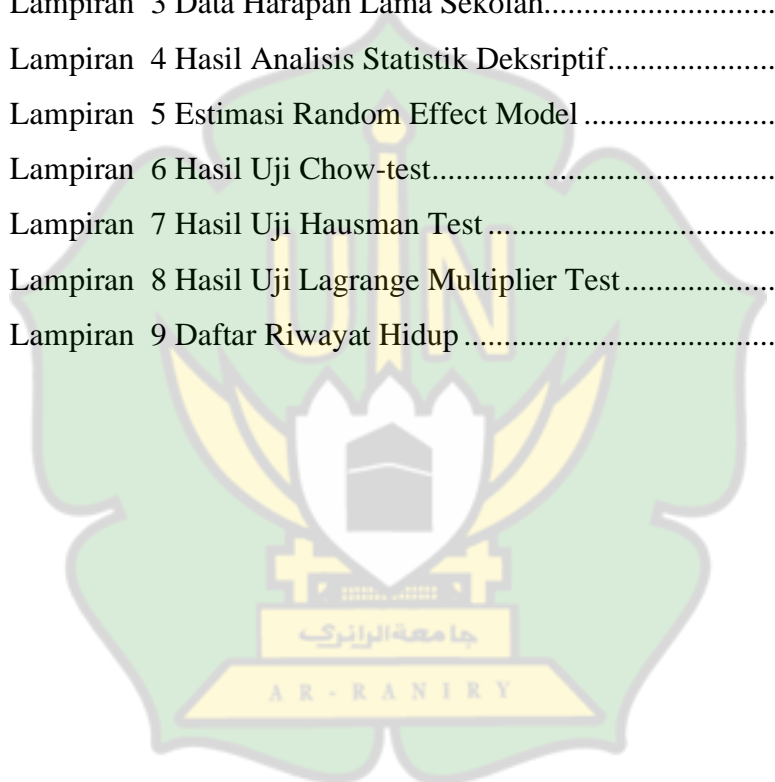 Lampiran 3 Data Harapan Lama Sekolah............................
Lampiran 4 Hasil Analisis Statistik Deksriptif.....................
Lampiran 5 Estimasi Random Effect Model ......................
Lampiran 6 Hasil Uji Chow-test...........................................
Lampiran 7 Hasil Uji Hausman Test ...................................
Lampiran 8 Hasil Uji Lagrange Multiplier Test...................
Lampiran 9 Daftar Riwayat Hidup ......................................
UIN
جامعة الرانري
AR-RANIRY